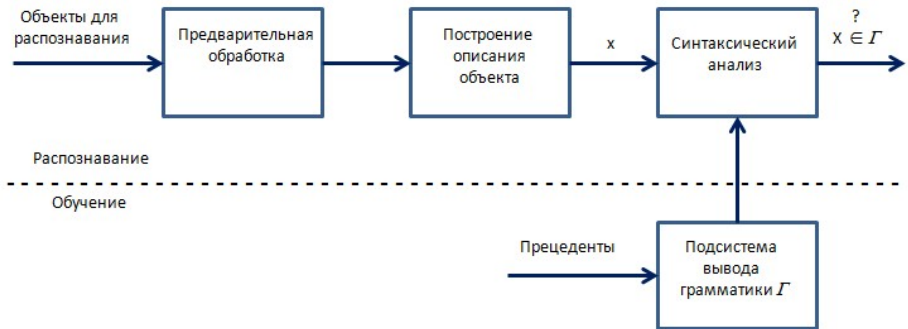 Объекты для
распознавания
Предварительная
обработка
Построение
описания
объекта
x
Синтаксический
анализ
?
X ∈ Γ
Распознавание
Обучение
Прецеденты
Подсистема
вывода
грамматики Γ